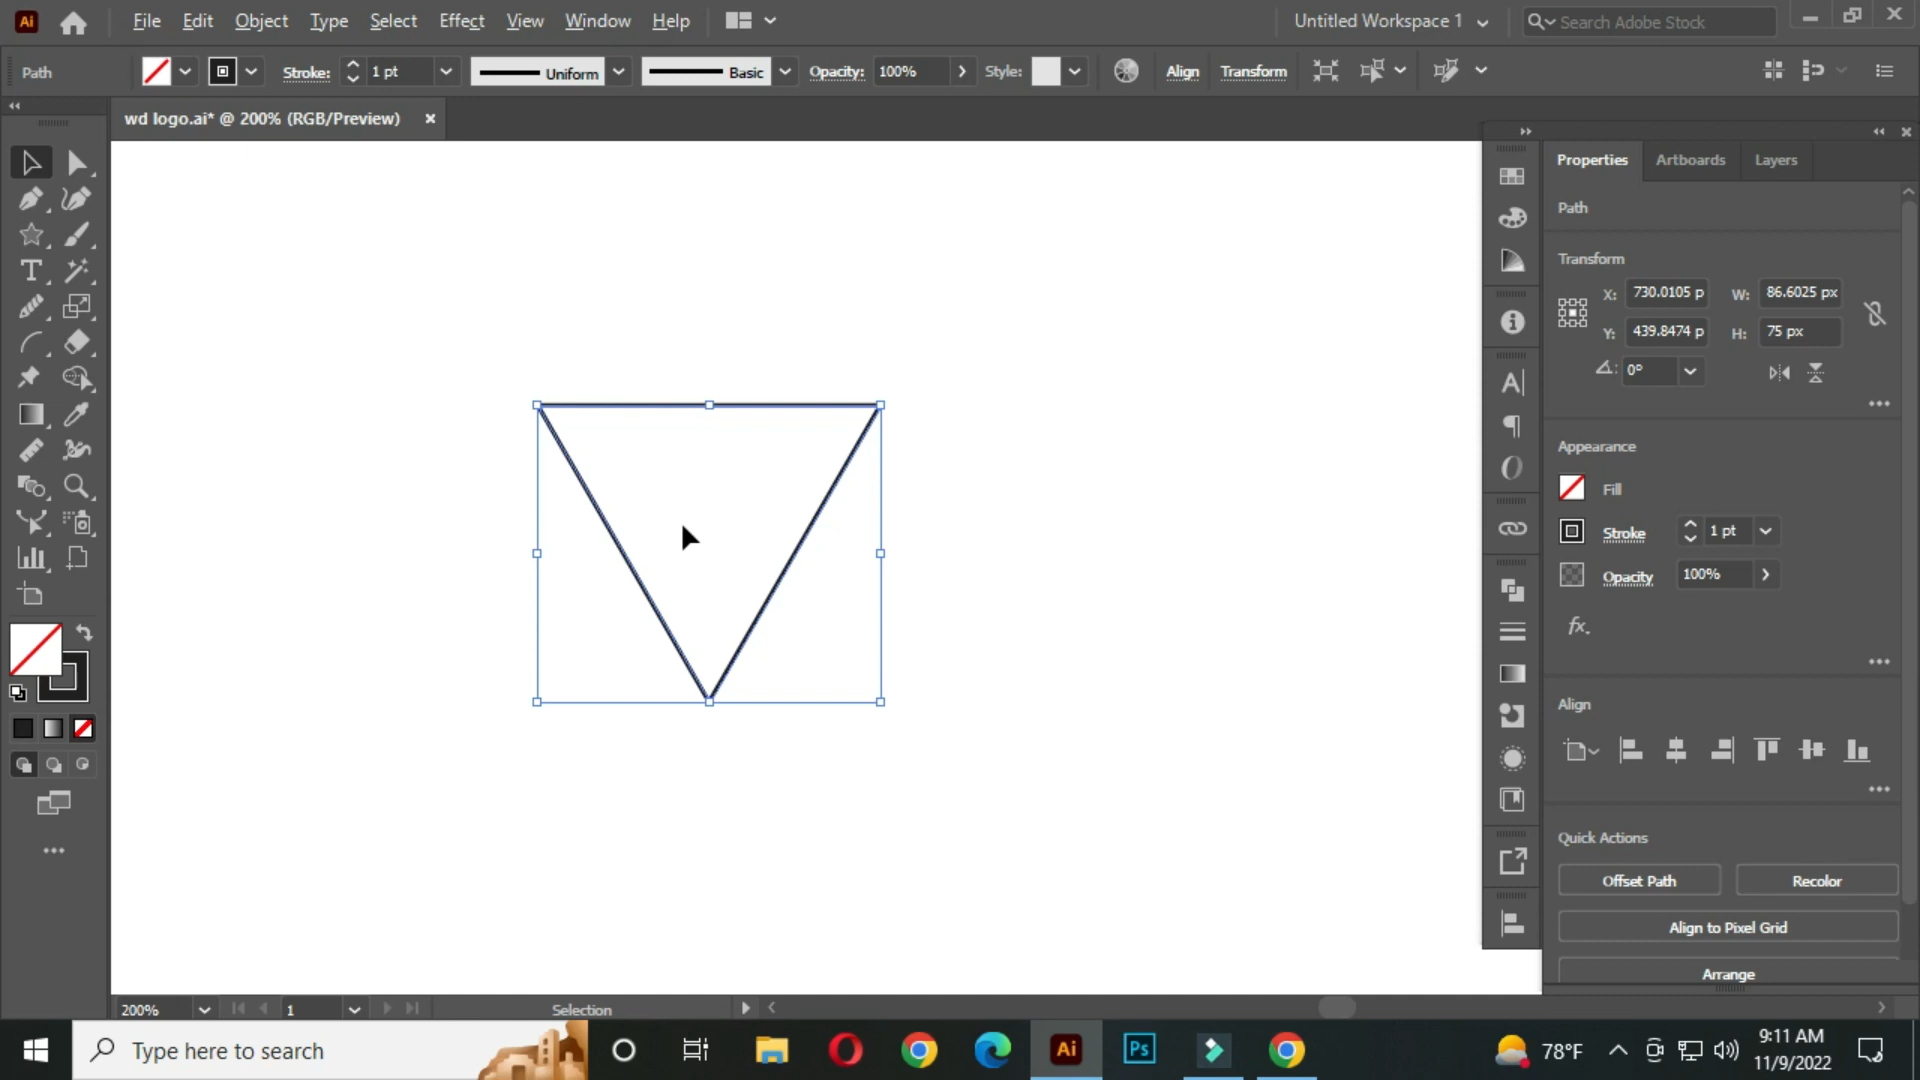 Ai File Edit Object Type Select Effect View Window Help Untitled Workspace 1 Search Adobe Stock
Path Stroke: 1 pt Uniform Basic Opacity: 100% Style: Align Transform
wd logo.ai* @ 200% (RGB/Preview)
Properties Artboards Layers
Path
Transform
X: 730.0105 p W: 86.6025 px
Y: 439.8474 p H: 75 px
0°
Appearance
Fill
Stroke 1 pt
Opacity 100%
fx.
Align
Quick Actions
Offset Path Recolor
Align to Pixel Grid
Arrange
200% 1 Selection
Type here to search Ai Ps 78°F 9:11 AM
11/9/2022